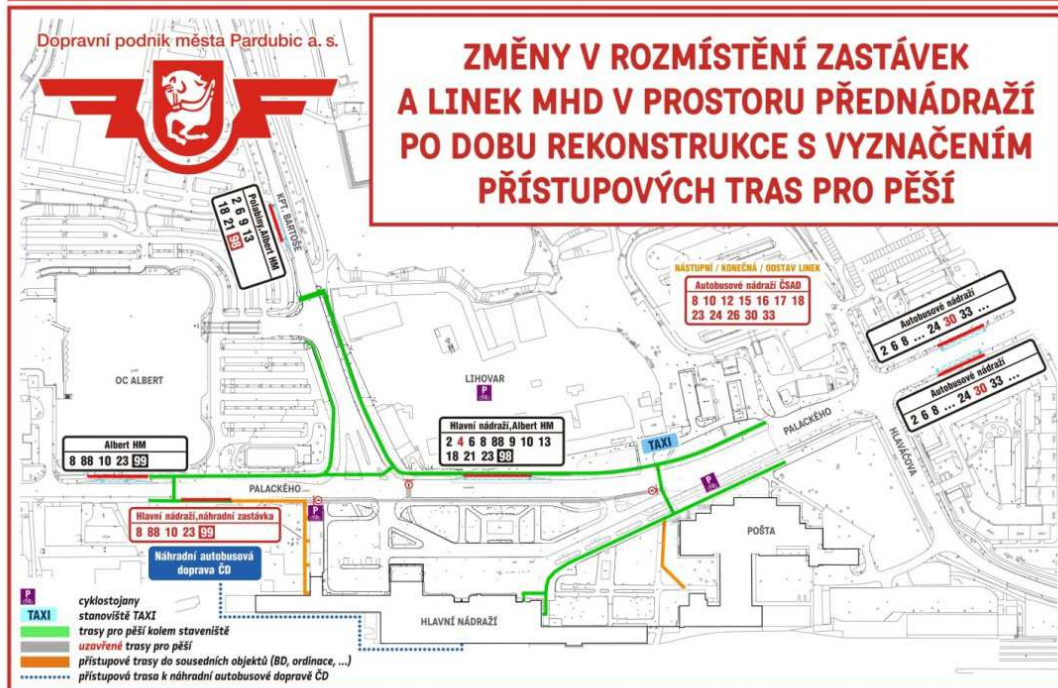 Dopravní podnik města Pardubic a. s.
ZMĚNY V ROZMÍSTĚNÍ ZASTÁVEK
A LINEK MHD V PROSTORU PŘEDNÁDRAŽÍ
PO DOBU REKONSTRUKCE S VYZNAČENÍM
PŘÍSTUPOVÝCH TRAS PRO PĚŠÍ
KPT. BARTOŠE
Polabiny,Albert HM
2 6 9 13
18 21 98
NÁSTUPNÍ / KONEČNÁ / ODSTAV LINEK
Autobusové nádraží ČSAD
8 10 12 15 16 17 18
23 24 26 30 33
Autobusové nádraží
2 6 8 ... 24 30 33 ...
Autobusové nádraží
2 6 8 ... 24 30 33 ...
OC ALBERT
LIHOVAR
P
Albert HM
8 88 10 23 99
Hlavní nádraží,Albert HM
2 4 6 8 88 9 10 13
18 21 23 98
TAXI
PALACKÉHO
HLAVÁČOVA
PALACKÉHO
P
P
Hlavní nádraží,náhradní zastávka
8 88 10 23 99
POŠTA
Náhradní autobusová
doprava ČD
HLAVNÍ NÁDRAŽÍ
P cyklostojany
TAXI stanoviště TAXI
trasy pro pěší kolem staveniště
uzavřené trasy pro pěší
přístupové trasy do sousedních objektů (BD, ordinace, ...)
přístupová trasa k náhradní autobusové dopravě ČD